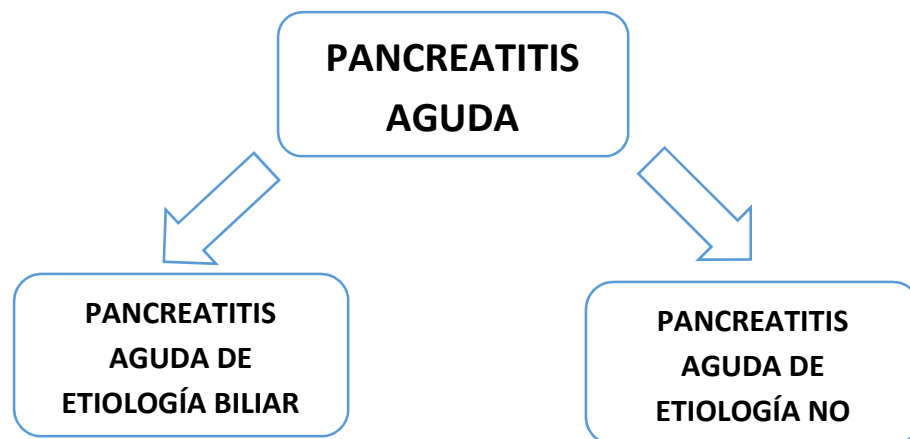 PANCREATITIS
AGUDA
PANCREATITIS
AGUDA DE
ETIOLOGÍA BILIAR
PANCREATITIS
AGUDA DE
ETIOLOGÍA NO